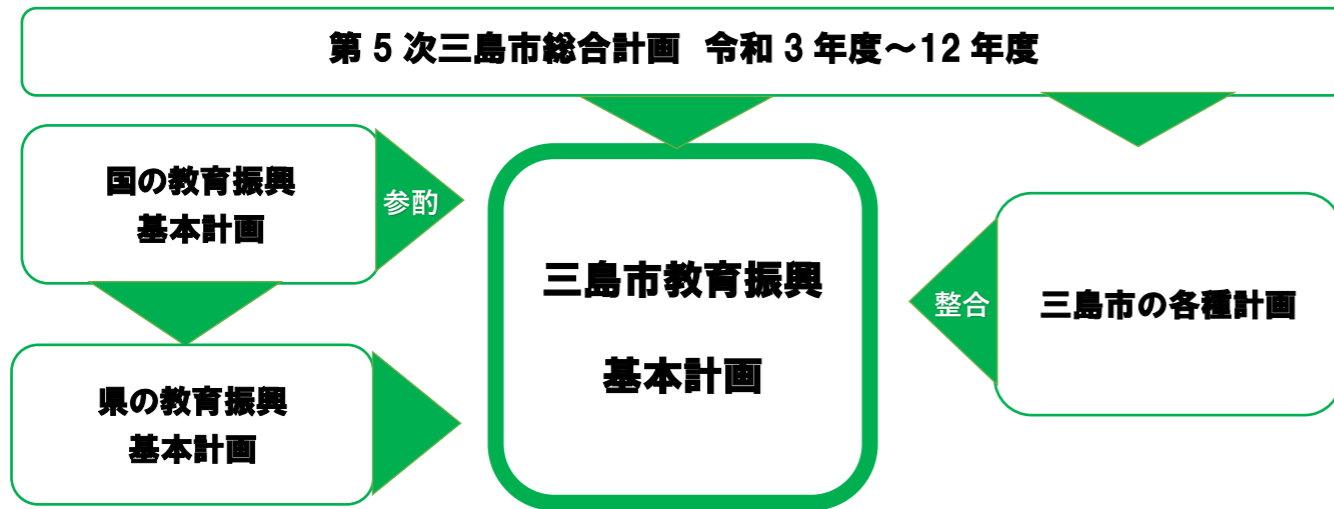 第5次三島市総合計画 令和3年度～12年度
国の教育振興
基本計画
参酌
県の教育振興
基本計画
三島市教育振興
基本計画
整合
三島市の各種計画